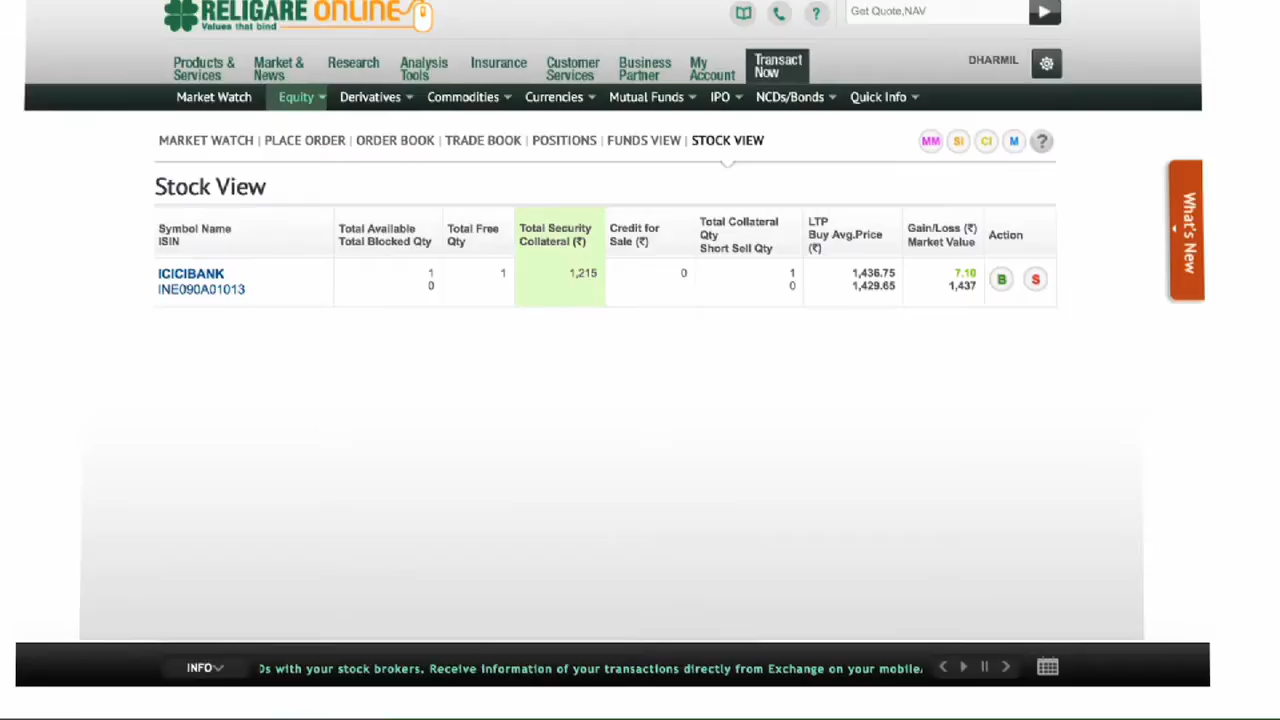 RELIGARE ONLINE
Values that bind
Get Quote,NAV
Products & Services
Market & News
Research
Analysis Tools
Insurance
Customer Services
Business Partner
My Account
Transact Now
DHARMIL
Market Watch Equity Derivatives Commodities Currencies Mutual Funds IPO NCDs/Bonds Quick Info
MARKET WATCH | PLACE ORDER | ORDER BOOK | TRADE BOOK | POSITIONS | FUNDS VIEW | STOCK VIEW
MM SI CI M ?
What's New
Stock View
Symbol Name
ISIN
Total Available
Total Blocked Qty
Total Free
Qty
Total Security
Collateral (₹)
Credit for
Sale (₹)
Total Collateral
Qty
Short Sell Qty
LTP
Buy Avg.Price
(₹)
Gain/Loss (₹)
Market Value
Action
ICICIBANK 1 1 1,215 0 1 1,436.75 7.10 B S
INE090A01013 0 0 1,429.65 1,437
INFO
Ds with your stock brokers. Receive information of your transactions directly from Exchange on your mobile/